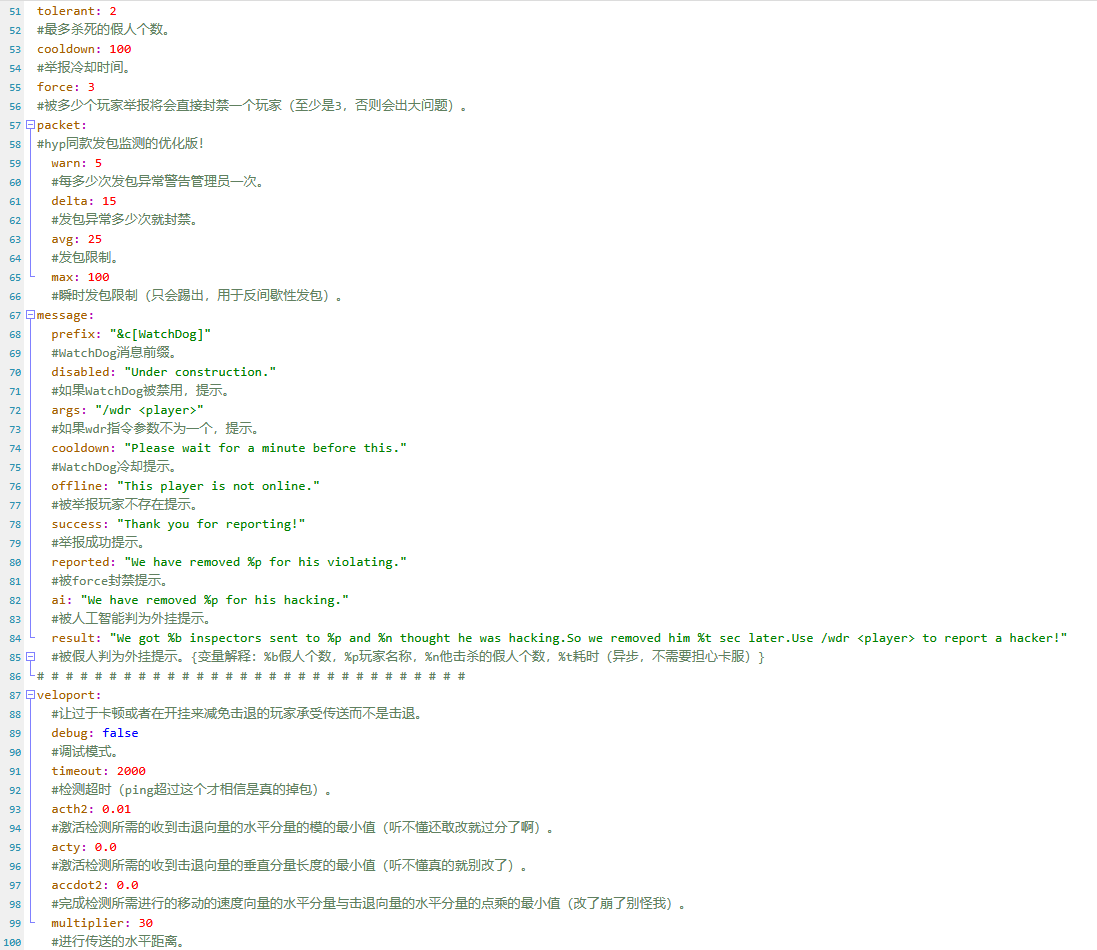 51 tolerant: 2
52 #最多杀死的假人个数。
53 cooldown: 100
54 #举报冷却时间。
55 force: 3
56 #被多少个玩家举报将会直接封禁一个玩家（至少是3，否则会出大问题）。
57 packet:
58 #hyp同款发包监测的优化版!
59 warn: 5
60 #每多少次发包异常警告管理员一次。
61 delta: 15
62 #发包异常多少次就封禁。
63 avg: 25
64 #发包限制。
65 max: 100
66 #瞬时发包限制（只会踢出，用于反间歇性发包）。
67 message:
68 prefix: "&c[WatchDog]"
69 #WatchDog消息前缀。
70 disabled: "Under construction."
71 #如果WatchDog被禁用，提示。
72 args: "/wdr <player>"
73 #如果wdr指令参数不为一个，提示。
74 cooldown: "Please wait for a minute before this."
75 #WatchDog冷却提示。
76 offline: "This player is not online."
77 #被举报玩家不存在提示。
78 success: "Thank you for reporting!"
79 #举报成功提示。
80 reported: "We have removed %p for his violating."
81 #被force封禁提示。
82 ai: "We have removed %p for his hacking."
83 #被人工智能判为外挂提示。
84 result: "We got %b inspectors sent to %p and %n thought he was hacking.So we removed him %t sec later.Use /wdr <player> to report a hacker!"
85 #被假人判为外挂提示。{变量解释：%b假人个数，%p玩家名称，%n他击杀的假人个数，%t耗时（异步，不需要担心卡服）}
86 # # # # # # # # # # # # # # # # # # # # # # # # # # # # # #
87 veloport:
88 #让过于卡顿或者在开挂来减免击退的玩家承受传送而不是击退。
89 debug: false
90 #调试模式。
91 timeout: 2000
92 #检测超时（ping超过这个才相信是真的掉包）。
93 acth2: 0.01
94 #激活检测所需的收到击退向量的水平分量的模的最小值（听不懂还敢改就过分了啊）。
95 acty: 0.0
96 #激活检测所需的收到击退向量的垂直分量长度的最小值（听不懂真的就别改了）。
97 accdot2: 0.0
98 #完成检测所需进行的移动的速度向量的水平分量与击退向量的水平分量的点乘的最小值（改了崩了别怪我）。
99 multiplier: 30
100 #进行传送的水平距离。